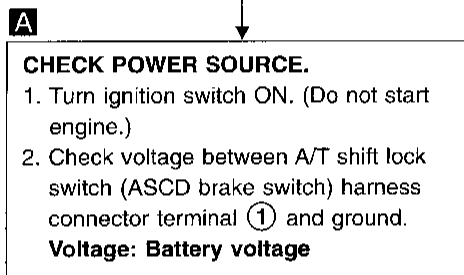 A
CHECK POWER SOURCE.
1. Turn ignition switch ON. (Do not start
engine.)
2. Check voltage between A/T shift lock
switch (ASCD brake switch) harness
connector terminal ① and ground.
Voltage: Battery voltage